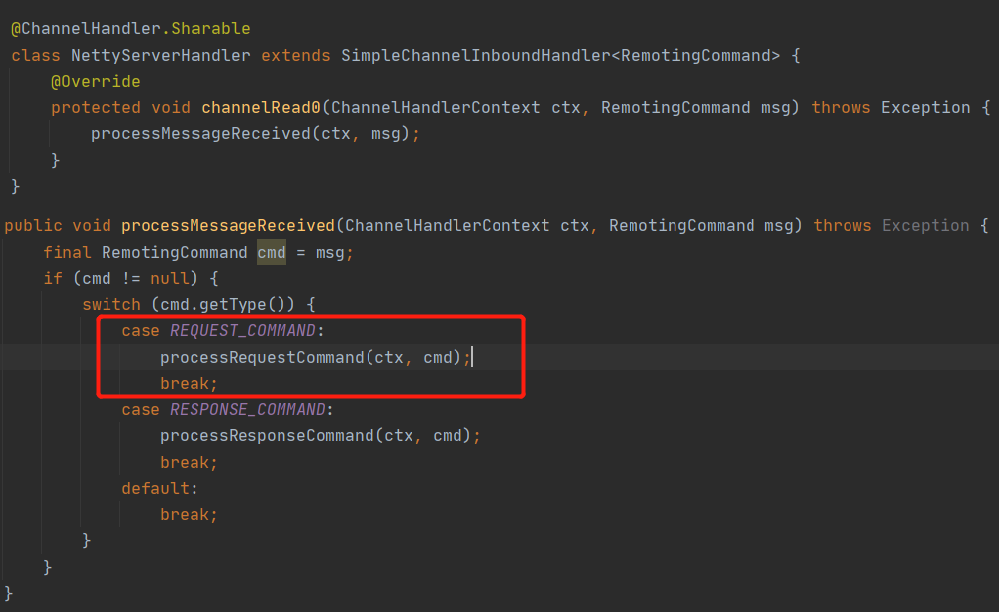 @ChannelHandler.Sharable
class NettyServerHandler extends SimpleChannelInboundHandler<RemotingCommand> {
    @Override
    protected void channelRead0(ChannelHandlerContext ctx, RemotingCommand msg) throws Exception {
        processMessageReceived(ctx, msg);
    }
}
public void processMessageReceived(ChannelHandlerContext ctx, RemotingCommand msg) throws Exception {
    final RemotingCommand cmd = msg;
    if (cmd != null) {
        switch (cmd.getType()) {
            case REQUEST_COMMAND:
                processRequestCommand(ctx, cmd);
                break;
            case RESPONSE_COMMAND:
                processResponseCommand(ctx, cmd);
                break;
            default:
                break;
        }
    }
}